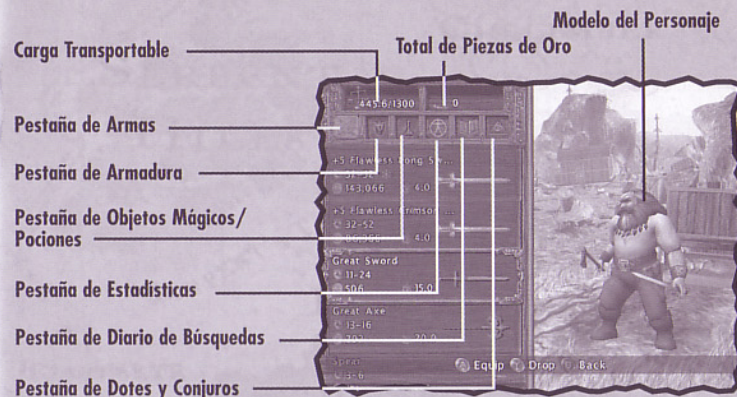 Modelo del Personaje
Carga Transportable
Total de Piezas de Oro
Pestaña de Armas
Pestaña de Armadura
Pestaña de Objetos Mágicos/
Pociones
Pestaña de Estadísticas
Pestaña de Diario de Búsquedas
Pestaña de Dotes y Conjuros
445.6/1300 0
+5 Flawless Long Sw...
143,066 4.0
+5 Flawless Crimson ...
32-52
4.0
Great Sword
11-24
506 15.0
Great Axe
13-16
20.0
3-6
Equip Drop Back